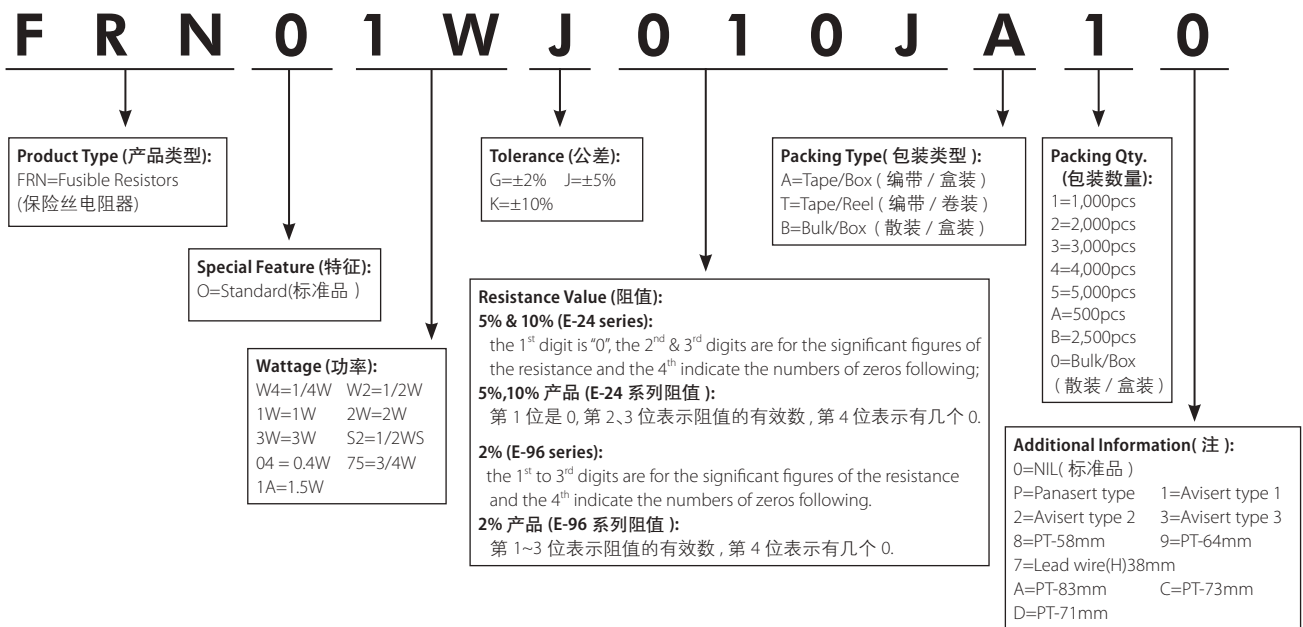 F R N 0 1 W J 0 1 0 J A 1 0
Product Type (产品类型):
FRN=Fusible Resistors
(保险丝电阻器)
Special Feature (特征):
O=Standard(标准品 )
Wattage (功率):
W4=1/4W W2=1/2W
1W=1W 2W=2W
3W=3W S2=1/2WS
04 = 0.4W 75=3/4W
1A=1.5W
Tolerance (公差):
G=±2% J=±5%
K=±10%
Resistance Value (阻值):
5% & 10% (E-24 series):
the 1st digit is "0", the 2nd & 3rd digits are for the significant figures of
the resistance and the 4th indicate the numbers of zeros following;
5%,10% 产品 (E-24 系列阻值 ):
第 1 位是 0, 第 2、3 位表示阻值的有效数 , 第 4 位表示有几个 0.
2% (E-96 series):
the 1st to 3rd digits are for the significant figures of the resistance
and the 4th indicate the numbers of zeros following.
2% 产品 (E-96 系列阻值 ):
第 1~3 位表示阻值的有效数 , 第 4 位表示有几个 0.
Packing Type( 包装类型 ):
A=Tape/Box ( 编带 / 盒装 )
T=Tape/Reel ( 编带 / 卷装 )
B=Bulk/Box ( 散装 / 盒装 )
Packing Qty.
(包装数量):
1=1,000pcs
2=2,000pcs
3=3,000pcs
4=4,000pcs
5=5,000pcs
A=500pcs
B=2,500pcs
0=Bulk/Box
( 散装 / 盒装 )
Additional Information( 注 ):
0=NIL( 标准品 )
P=Panasert type 1=Avisert type 1
2=Avisert type 2 3=Avisert type 3
8=PT-58mm 9=PT-64mm
7=Lead wire(H)38mm
A=PT-83mm C=PT-73mm
D=PT-71mm